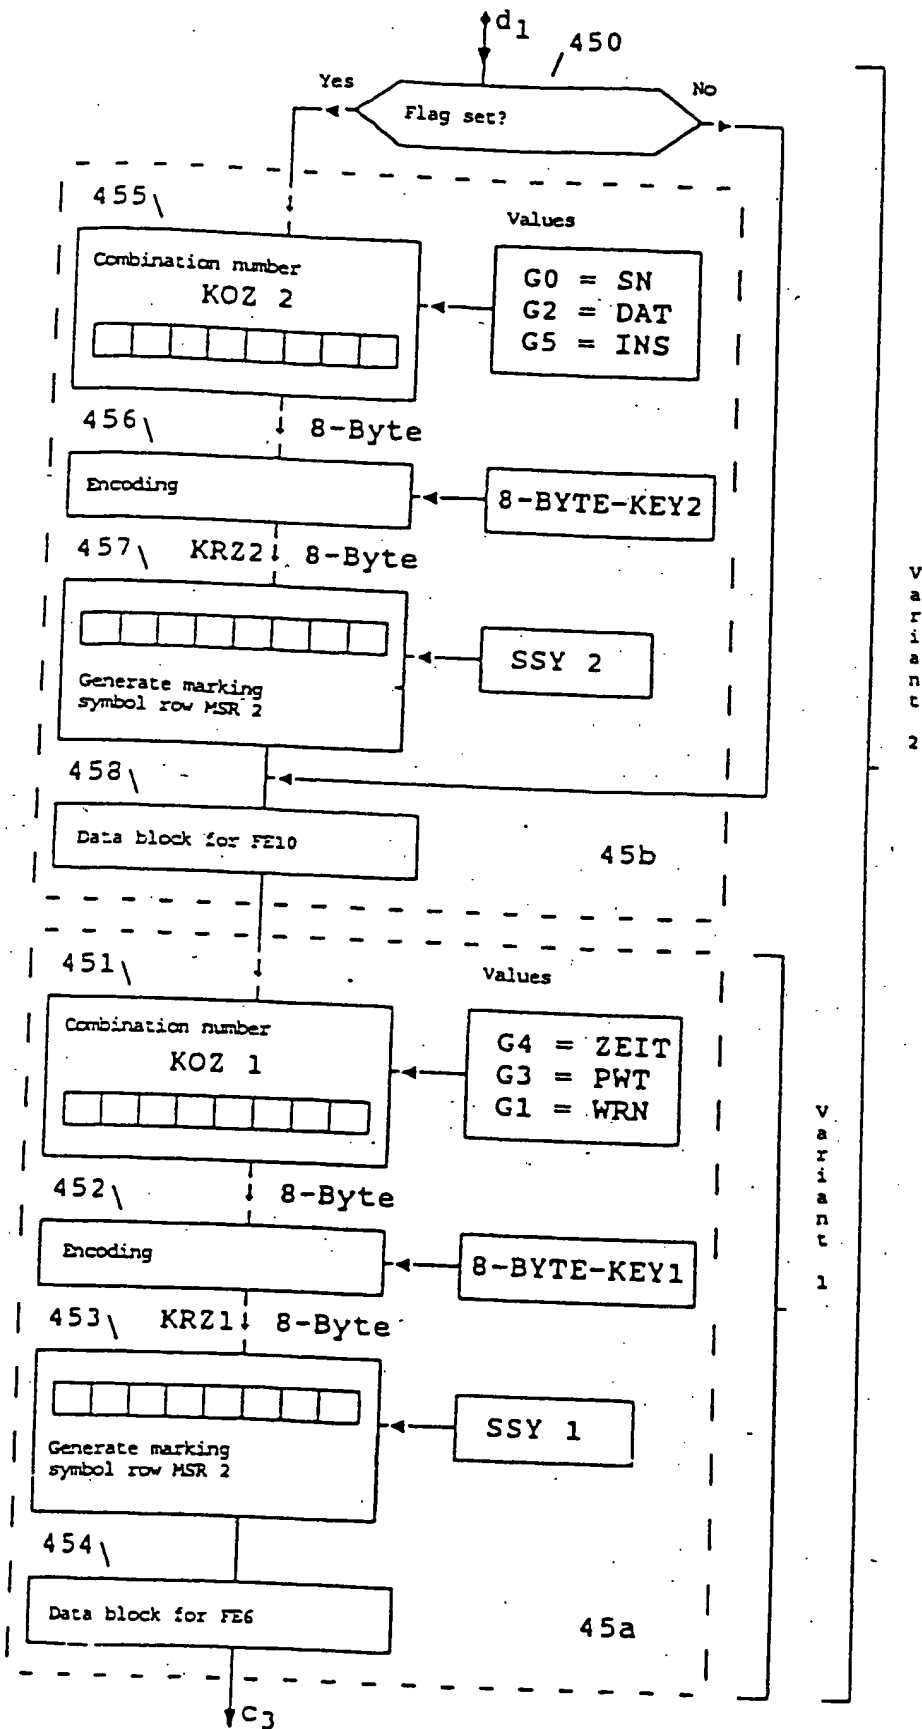 d1
450
Yes
No
Flag set?
455
Values
Combination number
KOZ 2
G0 = SN
G2 = DAT
G5 = INS
456
8-Byte
Encoding
8-BYTE-KEY2
457
KRZ2
8-Byte
SSY 2
Generate marking
symbol row MSR 2
458
Data block for FE10
45b
Variant 2
451
Values
Combination number
KOZ 1
G4 = ZEIT
G3 = PWT
G1 = WRN
452
8-Byte
Encoding
8-BYTE-KEY1
453
KRZ1
8-Byte
SSY 1
Generate marking
symbol row MSR 2
454
Data block for FE6
45a
Variant 1
c3